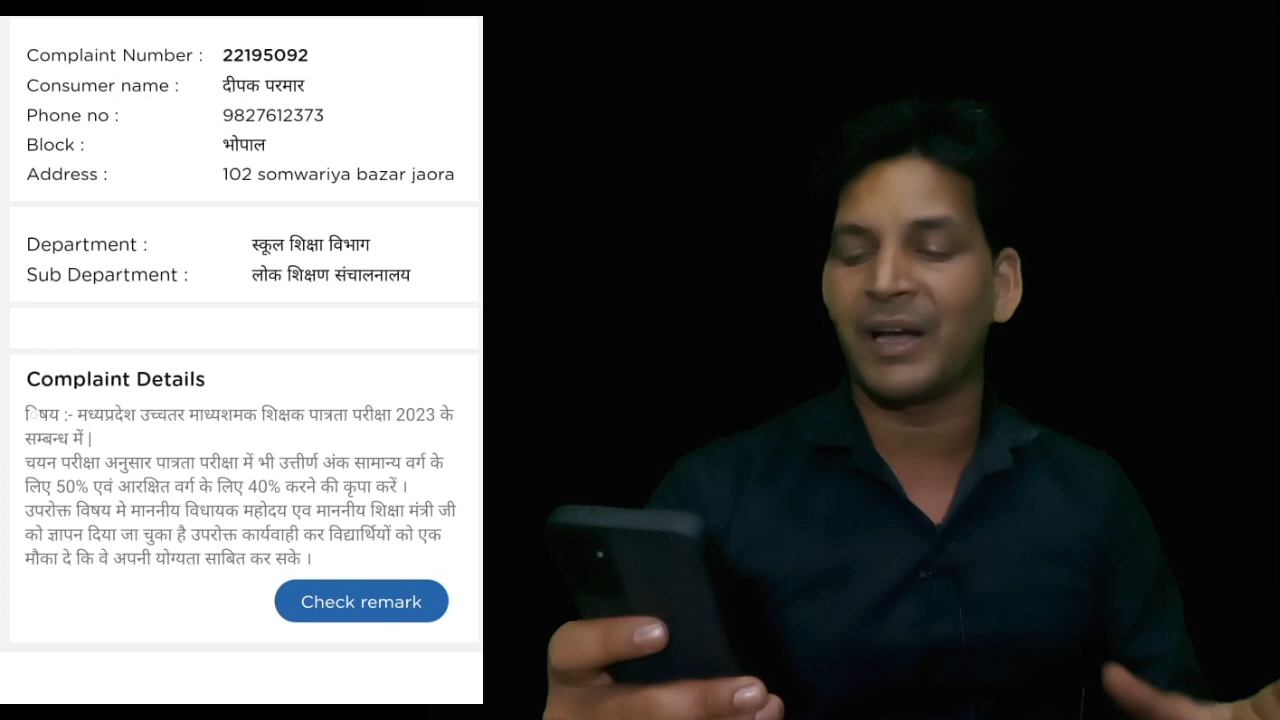 Complaint Number : 22195092
Consumer name : दीपक परमार
Phone no : 9827612373
Block : भोपाल
Address : 102 somwariya bazar jaora
Department : स्कूल शिक्षा विभाग
Sub Department : लोक शिक्षण संचालनालय
Complaint Details
िषय :- मध्यप्रदेश उच्चतर माध्यशमक शिक्षक पात्रता परीक्षा 2023 के
सम्बन्ध में |
चयन परीक्षा अनुसार पात्रता परीक्षा में भी उत्तीर्ण अंक सामान्य वर्ग के
लिए 50% एवं आरक्षित वर्ग के लिए 40% करने की कृपा करें ।
उपरोक्त विषय मे माननीय विधायक महोदय एव माननीय शिक्षा मंत्री जी
को ज्ञापन दिया जा चुका है उपरोक्त कार्यवाही कर विद्यार्थियों को एक
मौका दे कि वे अपनी योग्यता साबित कर सके ।
Check remark